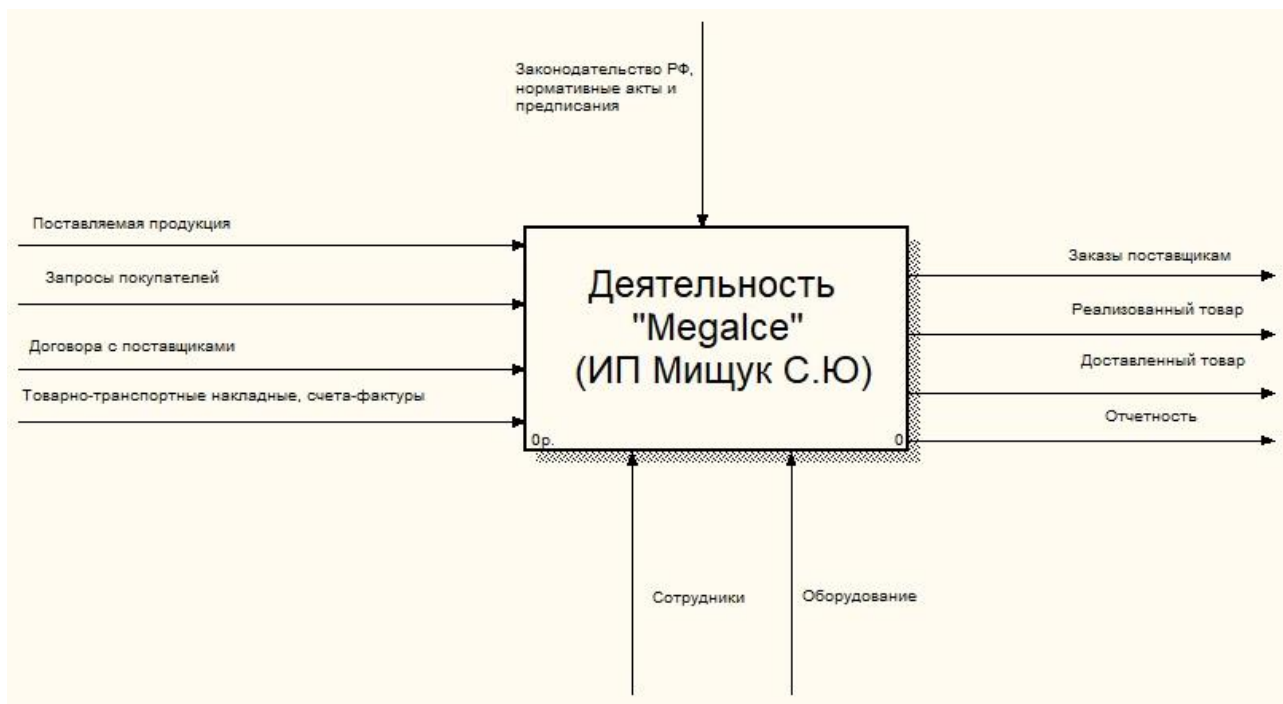 Законодательство РФ,
нормативные акты и
предписания
Поставляемая продукция
Запросы покупателей
Договора с поставщиками
Товарно-транспортные накладные, счета-фактуры
Деятельность
"MegaIce"
(ИП Мищук С.Ю)
0р.
0
Заказы поставщикам
Реализованный товар
Доставленный товар
Отчетность
Сотрудники
Оборудование